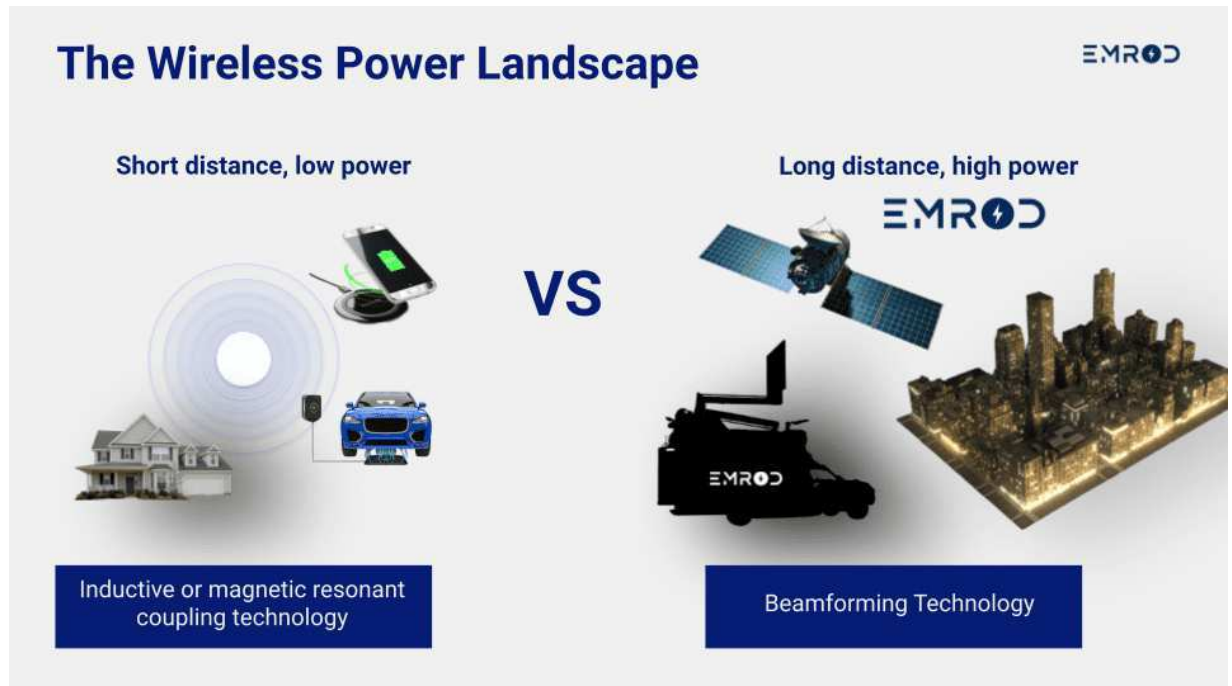 The Wireless Power Landscape
EMROD
Short distance, low power
Long distance, high power
EMROD
VS
EMROD
Inductive or magnetic resonant
coupling technology
Beamforming Technology